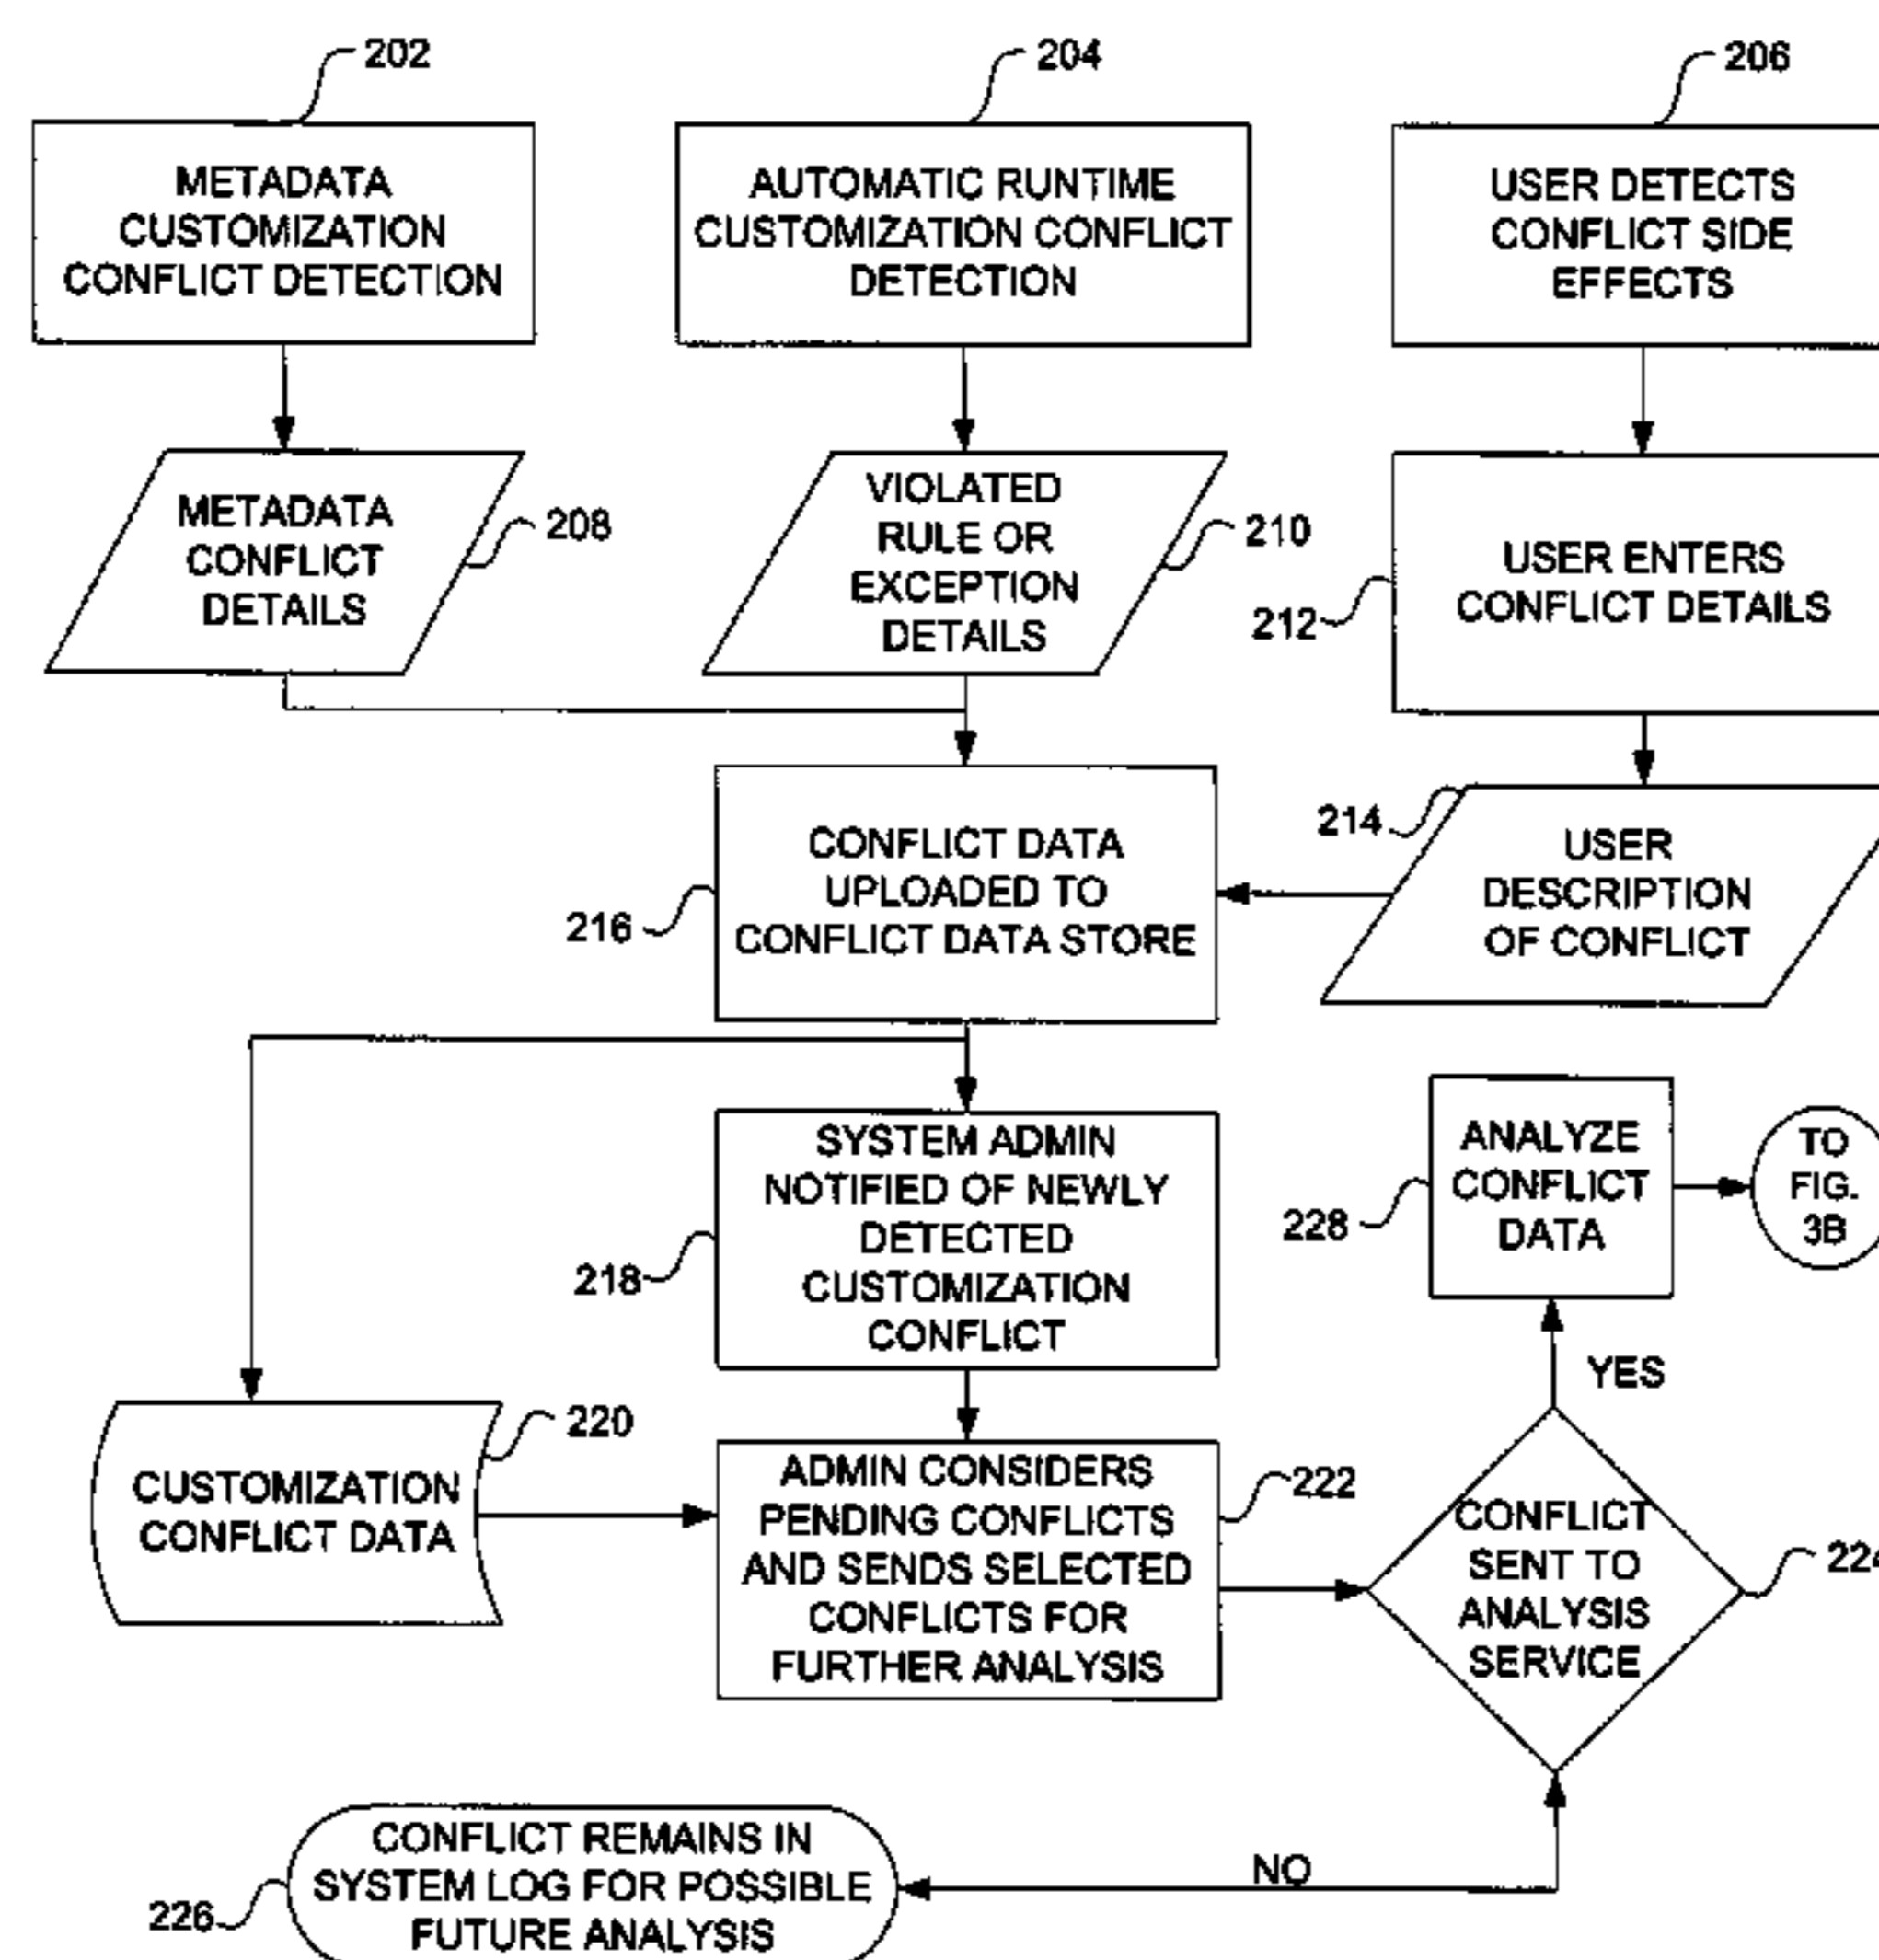 202
204
206
METADATA
CUSTOMIZATION
CONFLICT DETECTION
AUTOMATIC RUNTIME
CUSTOMIZATION CONFLICT
DETECTION
USER DETECTS
CONFLICT SIDE
EFFECTS
METADATA
CONFLICT
DETAILS
208
VIOLATED
RULE OR
EXCEPTION
DETAILS
210
212
USER ENTERS
CONFLICT DETAILS
214
USER
DESCRIPTION
OF CONFLICT
216
CONFLICT DATA
UPLOADED TO
CONFLICT DATA STORE
218
SYSTEM ADMIN
NOTIFIED OF NEWLY
DETECTED
CUSTOMIZATION
CONFLICT
228
ANALYZE
CONFLICT
DATA
TO
FIG.
3B
YES
220
CUSTOMIZATION
CONFLICT DATA
222
ADMIN CONSIDERS
PENDING CONFLICTS
AND SENDS SELECTED
CONFLICTS FOR
FURTHER ANALYSIS
CONFLICT
SENT TO
ANALYSIS
SERVICE
224
226
CONFLICT REMAINS IN
SYSTEM LOG FOR POSSIBLE
FUTURE ANALYSIS
NO